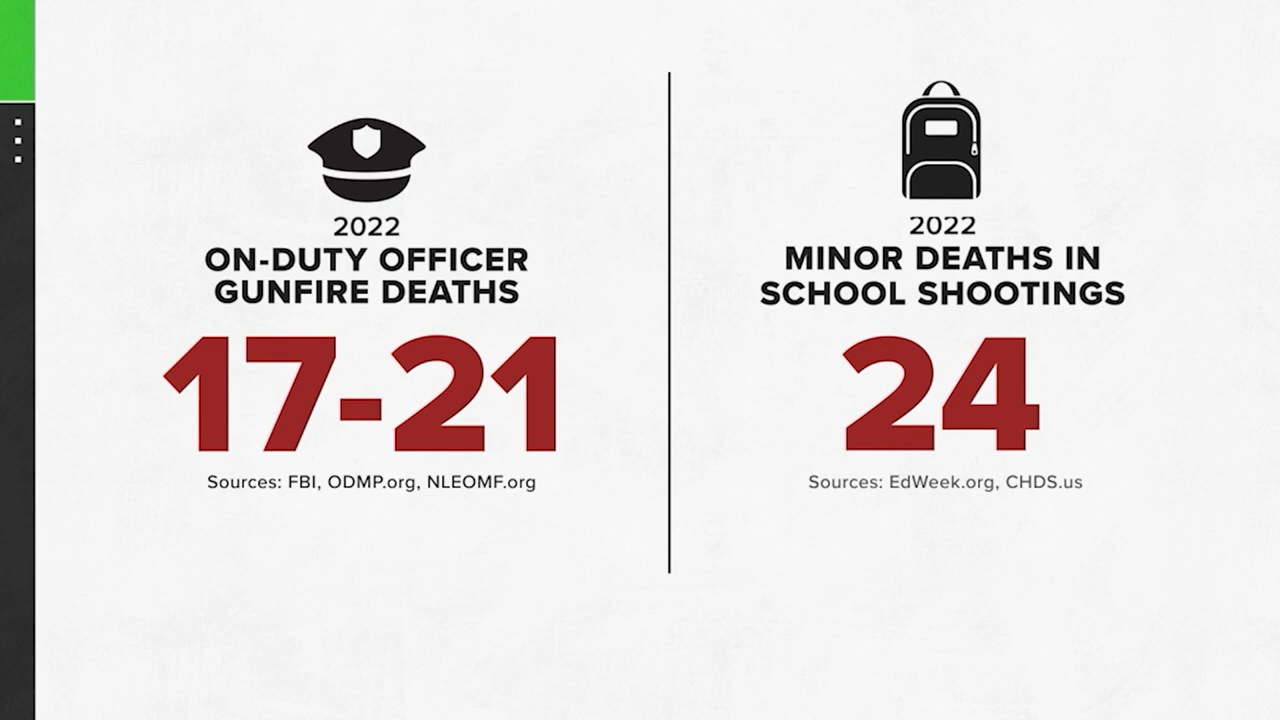 2022
ON-DUTY OFFICER
GUNFIRE DEATHS
17-21
Sources: FBI, ODMP.org, NLEOMF.org
2022
MINOR DEATHS IN
SCHOOL SHOOTINGS
24
Sources: EdWeek.org, CHDS.us